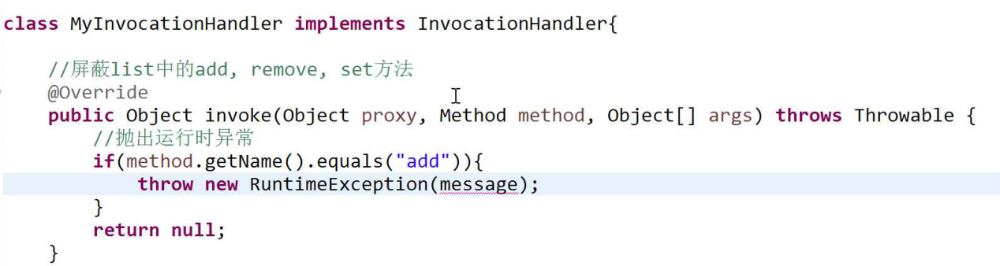 class MyInvocationHandler implements InvocationHandler{
//屏蔽list中的add, remove, set方法
@Override
public Object invoke(Object proxy, Method method, Object[] args) throws Throwable {
//抛出运行时异常
if(method.getName().equals("add")){
throw new RuntimeException(message);
}
return null;
}